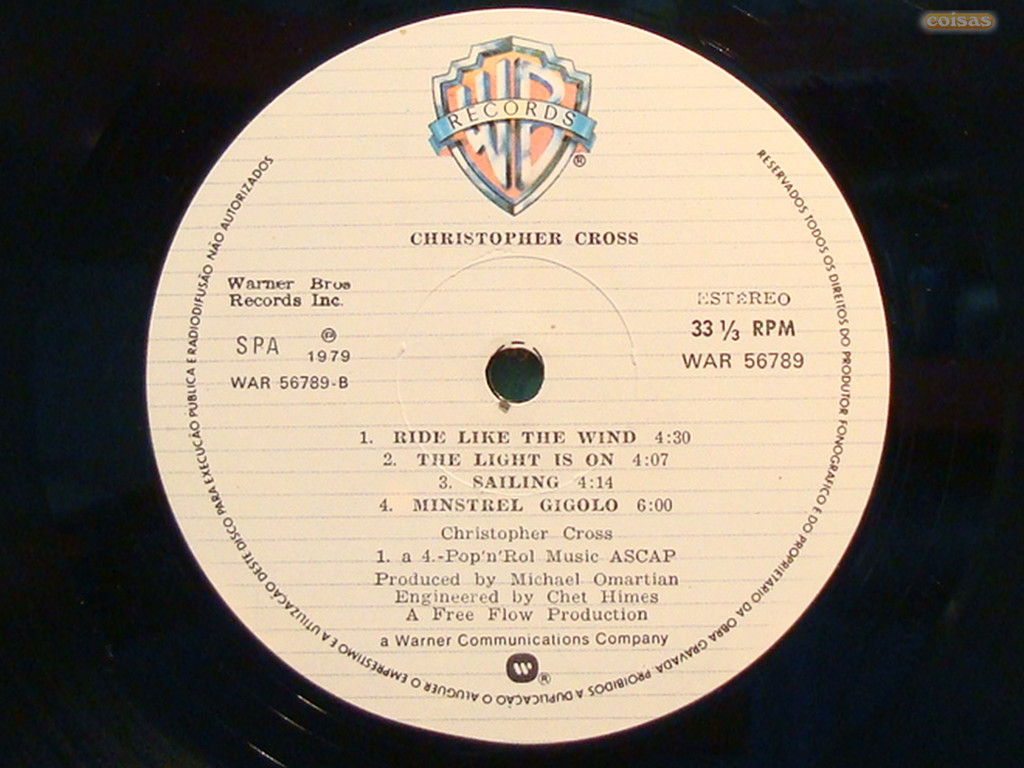 coisas
WB
RECORDS
®
CHRISTOPHER CROSS
Warner Bros
Records Inc.
SPA ℗
1979
WAR 56789-B
ESTÉREO
33 ⅓ RPM
WAR 56789
1. RIDE LIKE THE WIND 4:30
2. THE LIGHT IS ON 4:07
3. SAILING 4:14
4. MINSTREL GIGOLO 6:00
Christopher Cross
1. a 4.-Pop'n'Rol Music ASCAP
Produced by Michael Omartian
Engineered by Chet Himes
A Free Flow Production
a Warner Communications Company
W ®
RESERVADOS TODOS OS DIREITOS DO PRODUTOR FONOGRAFICO E DO PROPRIETARIO DA OBRA GRAVADA. PROIBIDOS A DUPLICAÇÃO O ALUGUER O EMPRESTIMO E A UTILIZAÇÃO DESTE DISCO PARA EXECUÇÃO PUBLICA E RADIODIFUSÃO NÃO AUTORIZADOS